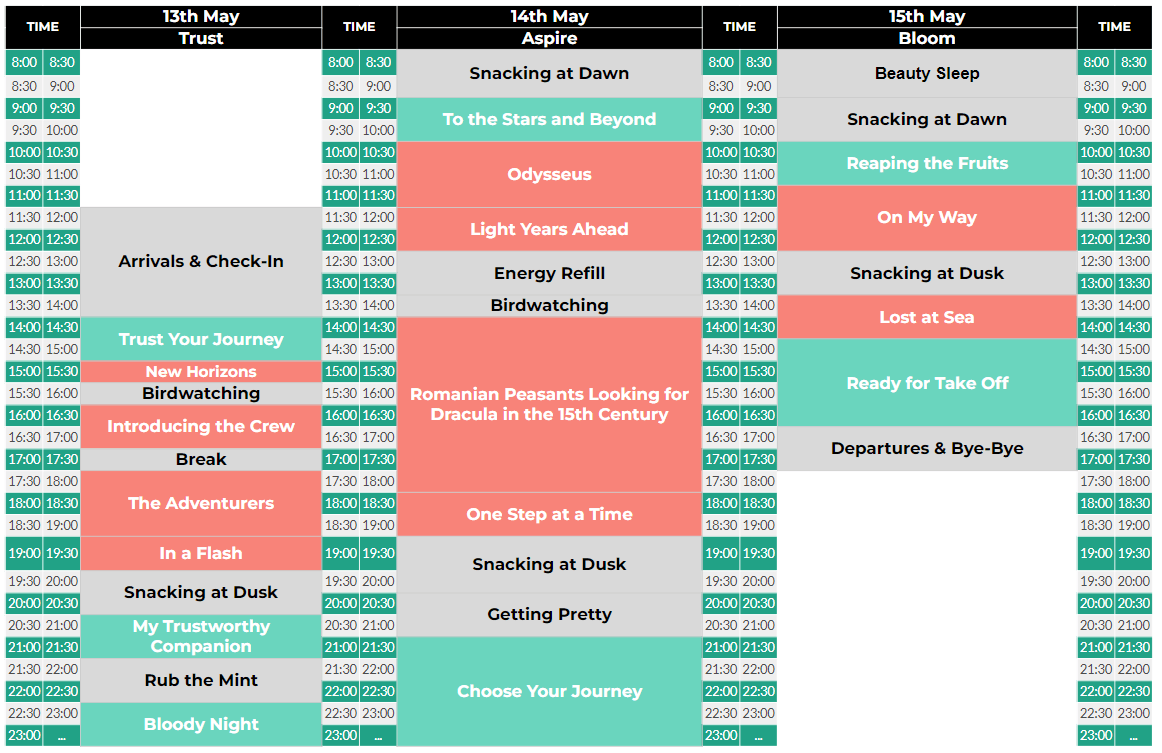 TIME 13th May TIME 14th May TIME 15th May TIME
Trust Aspire Bloom
8:00 8:30 8:00 8:30 Snacking at Dawn 8:00 8:30 Beauty Sleep 8:00 8:30
8:30 9:00 8:30 9:00 8:30 9:00 8:30 9:00
9:00 9:30 9:00 9:30 To the Stars and Beyond 9:00 9:30 Snacking at Dawn 9:00 9:30
9:30 10:00 9:30 10:00 9:30 10:00 9:30 10:00
10:00 10:30 10:00 10:30 10:00 10:30 Reaping the Fruits 10:00 10:30
10:30 11:00 10:30 11:00 Odysseus 10:30 11:00 10:30 11:00
11:00 11:30 11:00 11:30 11:00 11:30 11:00 11:30
11:30 12:00 11:30 12:00 Light Years Ahead 11:30 12:00 On My Way 11:30 12:00
12:00 12:30 12:00 12:30 12:00 12:30 12:00 12:30
12:30 13:00 Arrivals & Check-In 12:30 13:00 Energy Refill 12:30 13:00 Snacking at Dusk 12:30 13:00
13:00 13:30 13:00 13:30 13:00 13:30 13:00 13:30
13:30 14:00 13:30 14:00 Birdwatching 13:30 14:00 Lost at Sea 13:30 14:00
14:00 14:30 Trust Your Journey 14:00 14:30 14:00 14:30 14:00 14:30
14:30 15:00 14:30 15:00 14:30 15:00 14:30 15:00
15:00 15:30 New Horizons 15:00 15:30 15:00 15:30 Ready for Take Off 15:00 15:30
15:30 16:00 Birdwatching 15:30 16:00 Romanian Peasants Looking for 15:30 16:00 15:30 16:00
16:00 16:30 Introducing the Crew 16:00 16:30 Dracula in the 15th Century 16:00 16:30 16:00 16:30
16:30 17:00 16:30 17:00 16:30 17:00 Departures & Bye-Bye 16:30 17:00
17:00 17:30 Break 17:00 17:30 17:00 17:30 17:00 17:30
17:30 18:00 17:30 18:00 17:30 18:00 17:30 18:00
18:00 18:30 The Adventurers 18:00 18:30 One Step at a Time 18:00 18:30 18:00 18:30
18:30 19:00 18:30 19:00 18:30 19:00 18:30 19:00
19:00 19:30 In a Flash 19:00 19:30 Snacking at Dusk 19:00 19:30 19:00 19:30
19:30 20:00 Snacking at Dusk 19:30 20:00 19:30 20:00 19:30 20:00
20:00 20:30 20:00 20:30 Getting Pretty 20:00 20:30 20:00 20:30
20:30 21:00 My Trustworthy 20:30 21:00 20:30 21:00 20:30 21:00
21:00 21:30 Companion 21:00 21:30 21:00 21:30 21:00 21:30
21:30 22:00 Rub the Mint 21:30 22:00 21:30 22:00 21:30 22:00
22:00 22:30 22:00 22:30 Choose Your Journey 22:00 22:30 22:00 22:30
22:30 23:00 Bloody Night 22:30 23:00 22:30 23:00 22:30 23:00
23:00 ... 23:00 ... 23:00 ... 23:00 ...